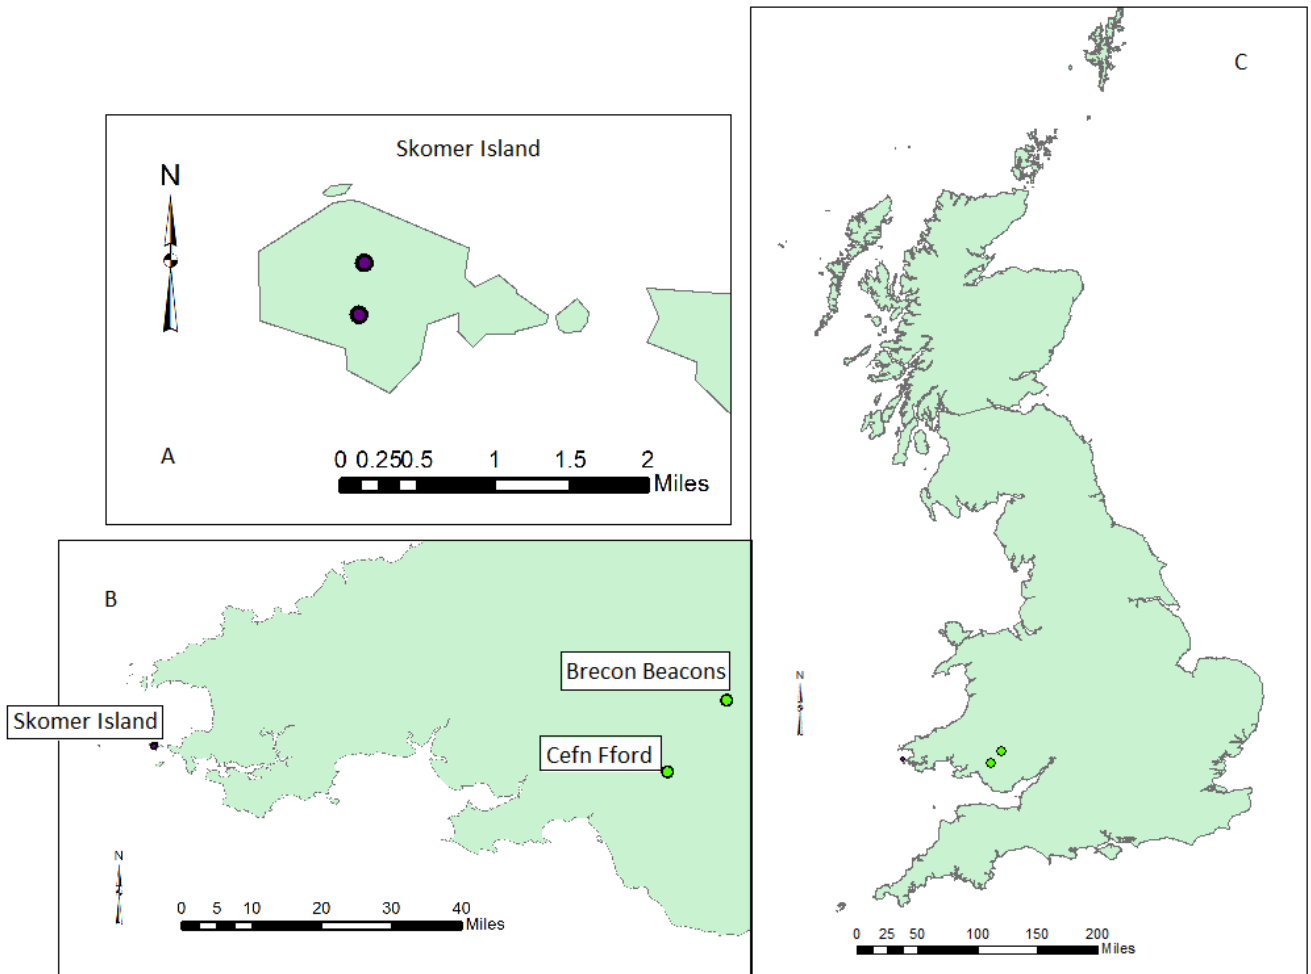 C
Skomer Island
N
A
0 0.250.5 1 1.5 2
Miles
B
Brecon Beacons
Skomer Island
Cefn Fford
N
0 5 10 20 30 40
Miles
N
0 25 50 100 150 200
Miles